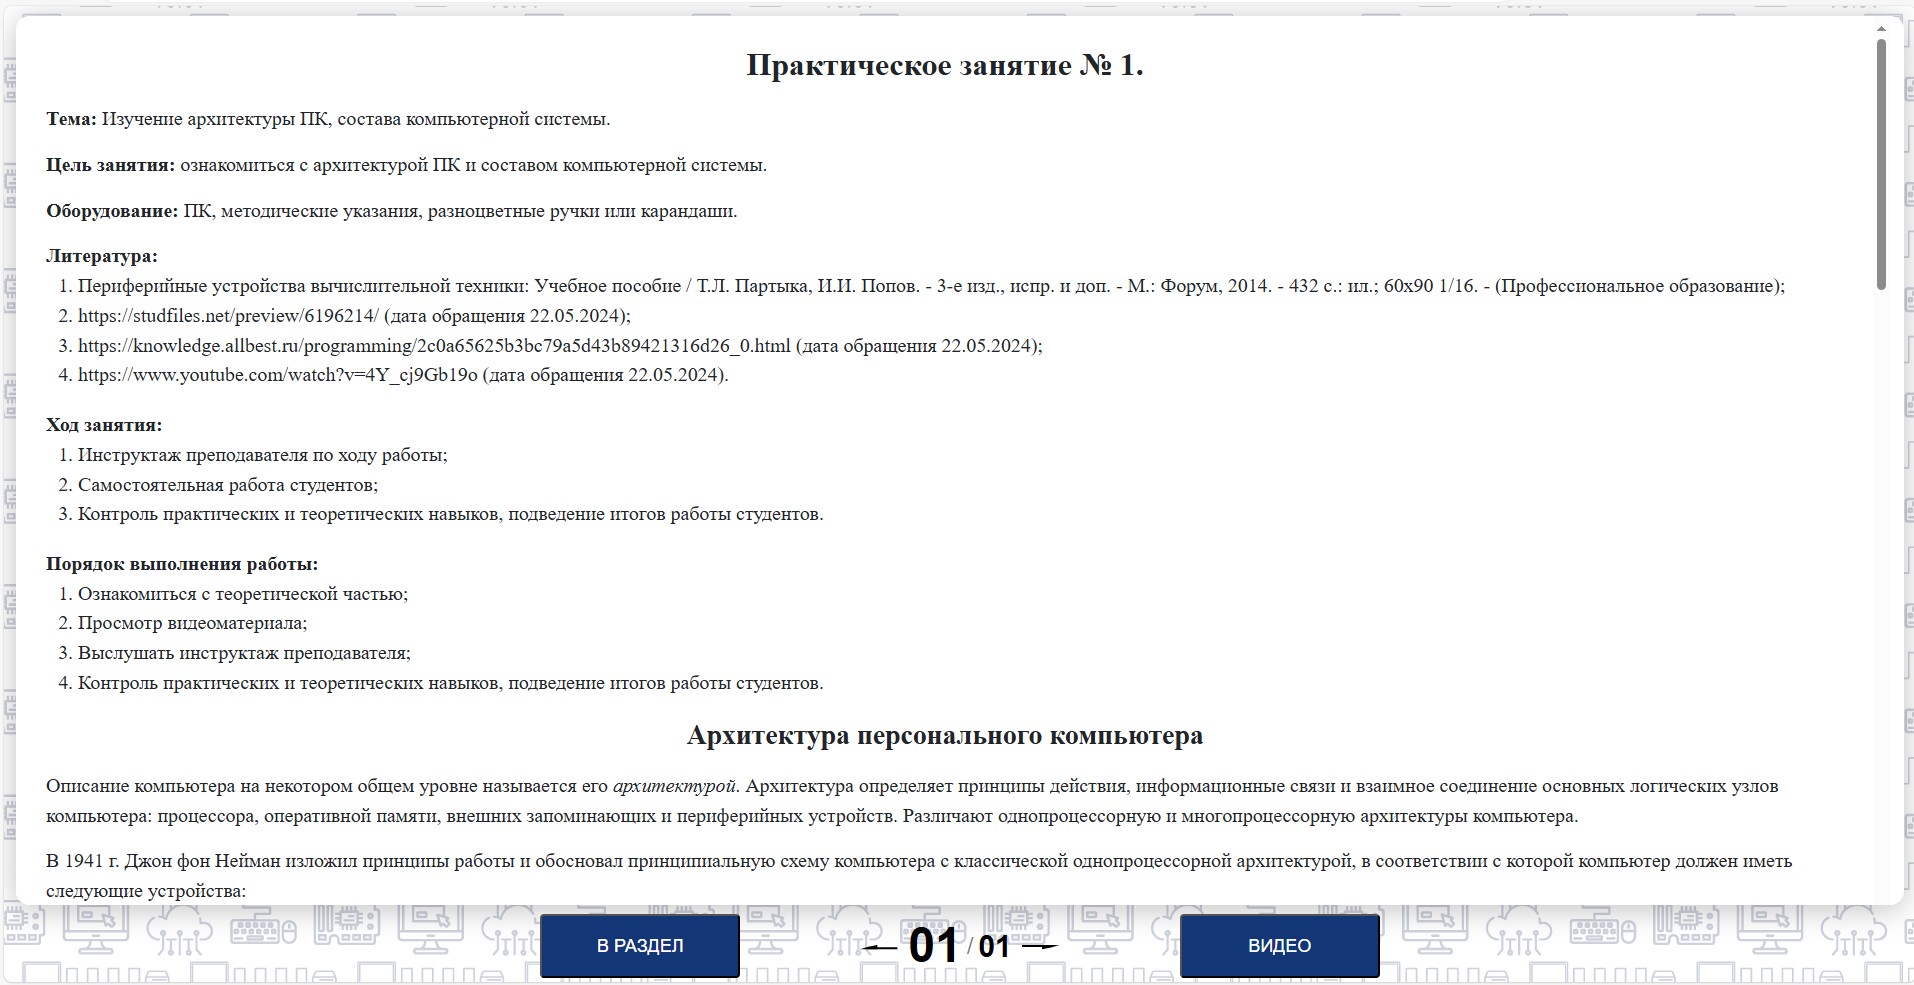 Практическое занятие № 1.
Тема: Изучение архитектуры ПК, состава компьютерной системы.
Цель занятия: ознакомиться с архитектурой ПК и составом компьютерной системы.
Оборудование: ПК, методические указания, разноцветные ручки или карандаши.
Литература:
1. Периферийные устройства вычислительной техники: Учебное пособие / Т.Л. Партыка, И.И. Попов. - 3-е изд., испр. и доп. - М.: Форум, 2014. - 432 с.: ил.; 60x90 1/16. - (Профессиональное образование);
2. https://studfiles.net/preview/6196214/ (дата обращения 22.05.2024);
3. https://knowledge.allbest.ru/programming/2c0a65625b3bc79a5d43b89421316d26_0.html (дата обращения 22.05.2024);
4. https://www.youtube.com/watch?v=4Y_cj9Gb19o (дата обращения 22.05.2024).
Ход занятия:
1. Инструктаж преподавателя по ходу работы;
2. Самостоятельная работа студентов;
3. Контроль практических и теоретических навыков, подведение итогов работы студентов.
Порядок выполнения работы:
1. Ознакомиться с теоретической частью;
2. Просмотр видеоматериала;
3. Выслушать инструктаж преподавателя;
4. Контроль практических и теоретических навыков, подведение итогов работы студентов.
Архитектура персонального компьютера
Описание компьютера на некотором общем уровне называется его архитектурой. Архитектура определяет принципы действия, информационные связи и взаимное соединение основных логических узлов
компьютера: процессора, оперативной памяти, внешних запоминающих и периферийных устройств. Различают однопроцессорную и многопроцессорную архитектуры компьютера.
В 1941 г. Джон фон Нейман изложил принципы работы и обосновал принципиальную схему компьютера с классической однопроцессорной архитектурой, в соответствии с которой компьютер должен иметь
следующие устройства:
В РАЗДЕЛ
01 / 01
ВИДЕО